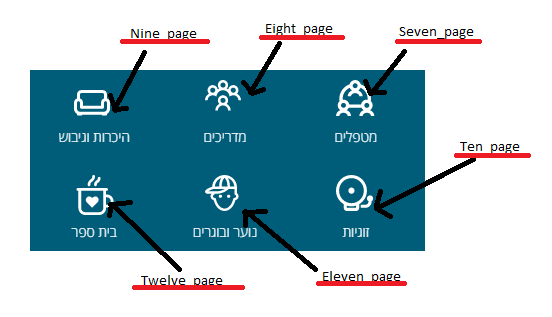 Nine_page
Eight_page
Seven_page
מטפלים
מדריכים
היכרות וגיבוש
Ten_page
זוגיות
נוער ובוגרים
בית ספר
Twelve_page
Eleven_page